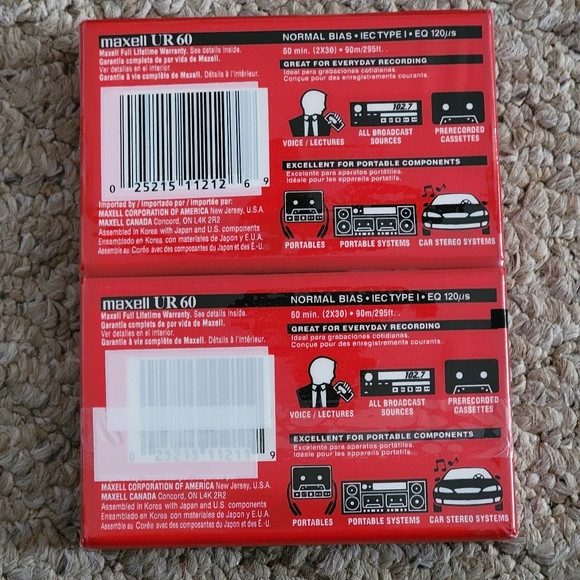 maxell UR 60
NORMAL BIAS • IEC TYPE I • EQ 120μs
Maxell Full Lifetime Warranty. See details inside.
Garantía completa de por vida de Maxell.
Ver detalles en el interior.
Garantie à vie complète de Maxell. Détails à l'intérieur.
60 min. (2X30) • 90m/295ft.
GREAT FOR EVERYDAY RECORDING
Ideal para grabaciones cotidianas.
Conçue pour des enregistrements courants.
102.7
VOICE / LECTURES
ALL BROADCAST
SOURCES
PRERECORDED
CASSETTES
0 25215 11212 6 9
EXCELLENT FOR PORTABLE COMPONENTS
Excelente para aparatos portátiles.
Idéale pour les appareils portatifs.
PORTABLES
PORTABLE SYSTEMS
CAR STEREO SYSTEMS
Imported by / Importado por / Importée par:
MAXELL CORPORATION OF AMERICA New Jersey, U.S.A.
MAXELL CANADA Concord, ON L4K 2R2
Assembled in Korea with Japan and U.S. components
Ensamblado en Korea, con materiales de Japón y E.U.A.
Assemblée au Corée avec des composantes du Japon et des É.-U.
maxell UR 60
NORMAL BIAS • IEC TYPE I • EQ 120μs
Maxell Full Lifetime Warranty. See details inside.
Garantía completa de por vida de Maxell.
Ver detalles en el interior.
Garantie à vie complète de Maxell. Détails à l'intérieur.
60 min. (2X30) • 90m/295ft.
GREAT FOR EVERYDAY RECORDING
Ideal para grabaciones cotidianas.
Conçue pour des enregistrements courants.
102.7
VOICE / LECTURES
ALL BROADCAST
SOURCES
PRERECORDED
CASSETTES
0 25215 11211 9
EXCELLENT FOR PORTABLE COMPONENTS
Excelente para aparatos portátiles.
Idéale pour les appareils portatifs.
PORTABLES
PORTABLE SYSTEMS
CAR STEREO SYSTEMS
MAXELL CORPORATION OF AMERICA New Jersey, U.S.A.
MAXELL CANADA Concord, ON L4K 2R2
Assembled in Korea with Japan and U.S. components
Ensamblado en Korea, con materiales de Japón y E.U.A.
Assemblée au Corée avec des composantes du Japon et des É.-U.